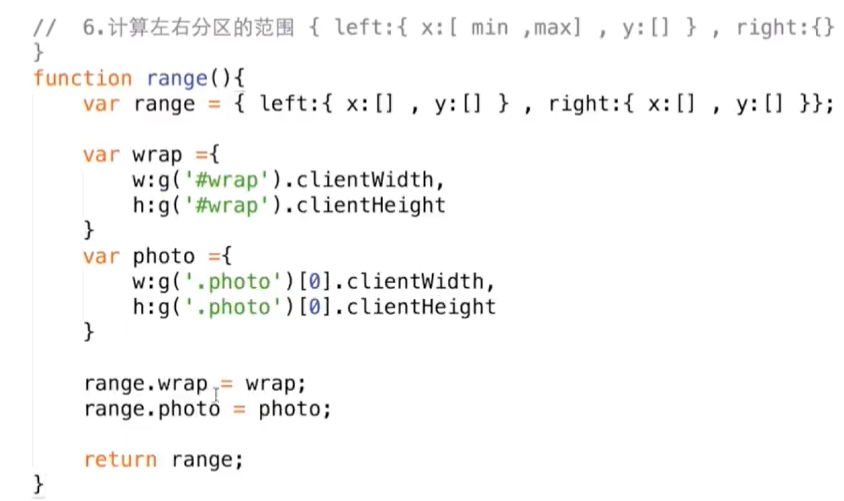 //  6.计算左右分区的范围 { left:{ x:[ min ,max] , y:[] } , right:{}
}
function range(){
    var range = { left:{ x:[] , y:[] } , right:{ x:[] , y:[] }};
    var wrap ={
        w:g('#wrap').clientWidth,
        h:g('#wrap').clientHeight
    }
    var photo ={
        w:g('.photo')[0].clientWidth,
        h:g('.photo')[0].clientHeight
    }
    range.wrap = wrap;
    range.photo = photo;
    return range;
}